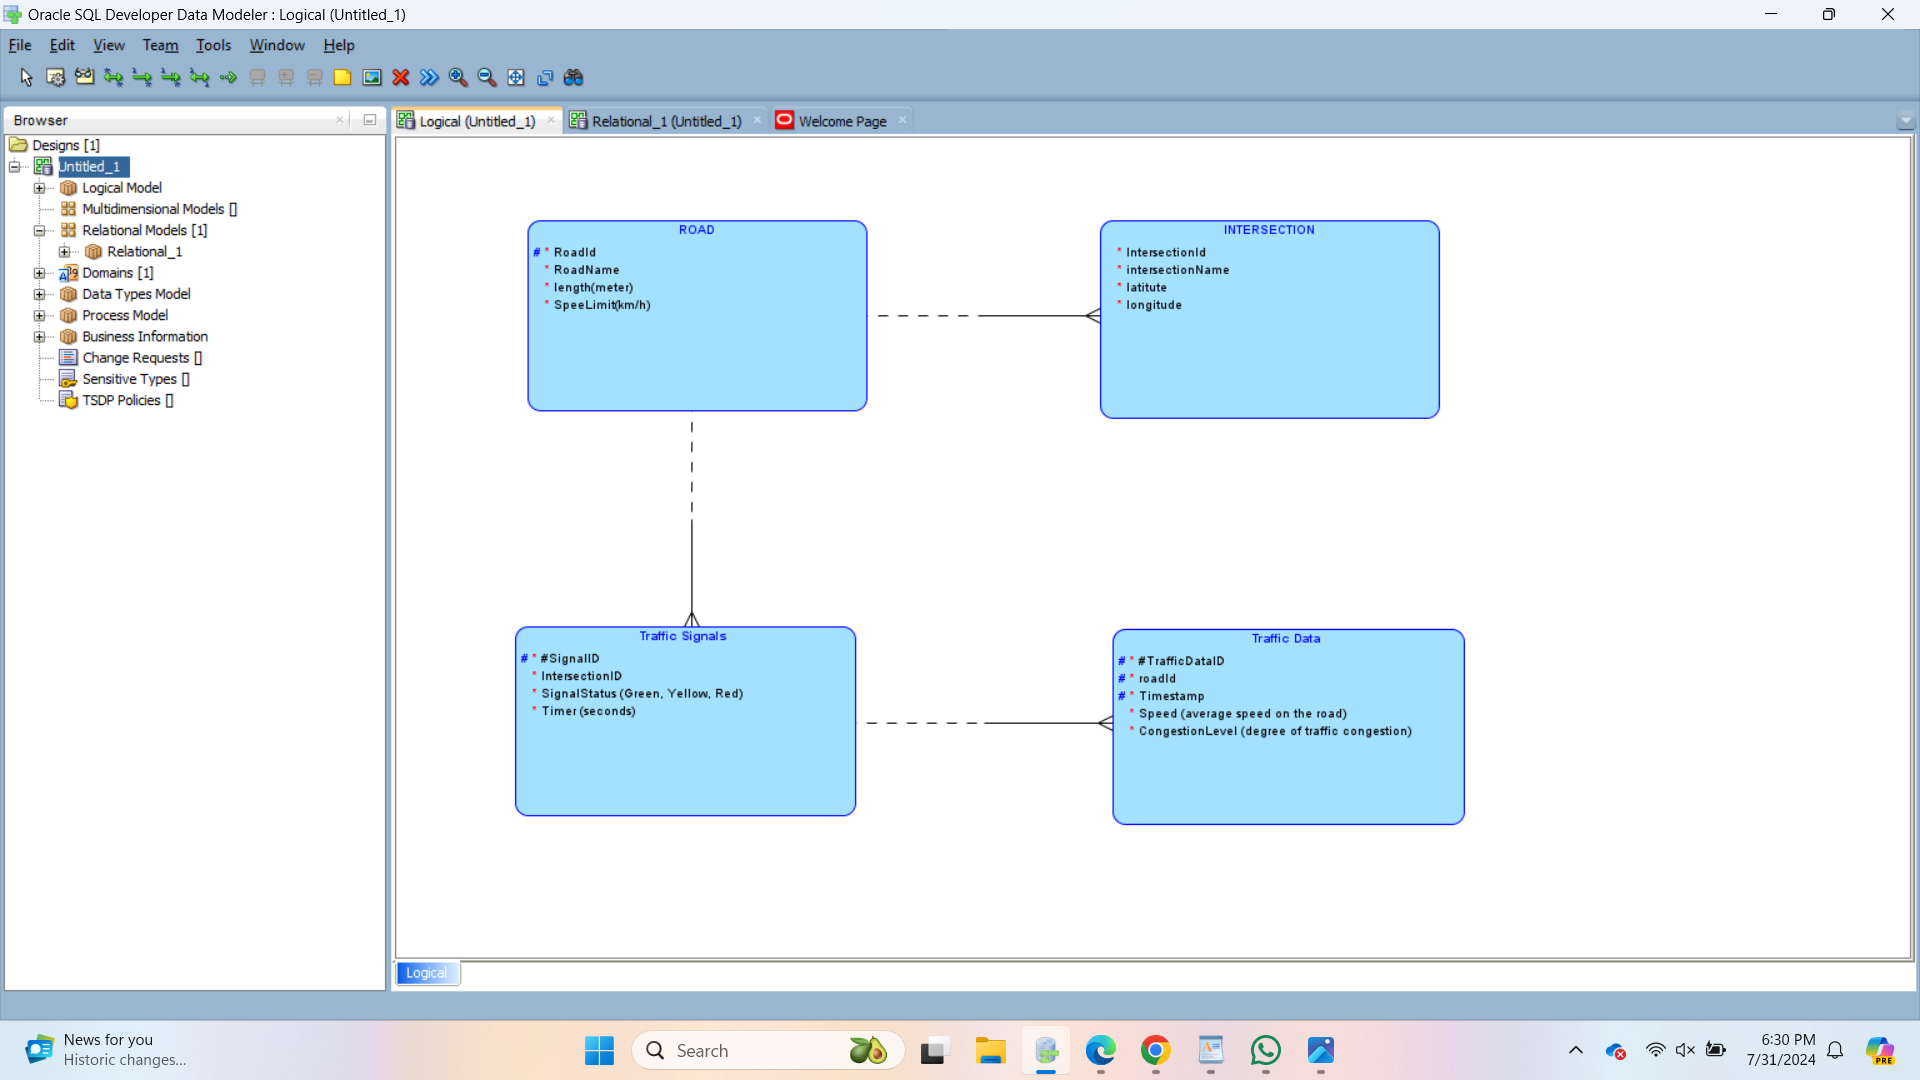 Oracle SQL Developer Data Modeler : Logical (Untitled_1)
File Edit View Team Tools Window Help
Browser
Logical (Untitled_1)
Relational_1 (Untitled_1)
Welcome Page
Designs [1]
Untitled_1
Logical Model
Multidimensional Models []
Relational Models [1]
Relational_1
Domains [1]
Data Types Model
Process Model
Business Information
Change Requests []
Sensitive Types []
TSDP Policies []
ROAD
# * RoadId
* RoadName
* length(meter)
* SpeeLimit(km/h)
INTERSECTION
* IntersectionId
* intersectionName
* latitute
* longitude
Traffic Signals
# * #SignalID
* IntersectionID
* SignalStatus (Green, Yellow, Red)
* Timer (seconds)
Traffic Data
# * #TrafficDataID
# * roadId
# * Timestamp
* Speed (average speed on the road)
* CongestionLevel (degree of traffic congestion)
Logical
News for you
Historic changes...
Search
6:30 PM
7/31/2024
PRE